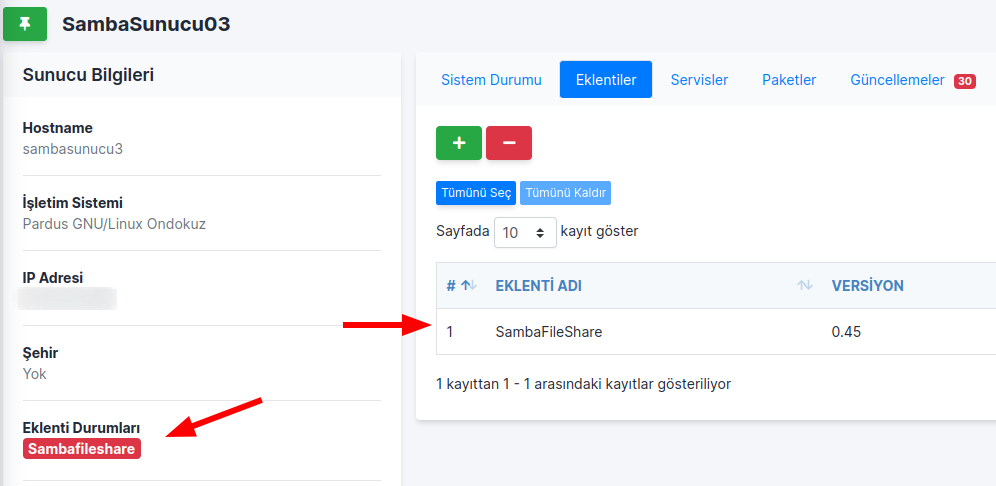 SambaSunucu03
Sunucu Bilgileri
Hostname
sambasunucu3
İşletim Sistemi
Pardus GNU/Linux Ondokuz
IP Adresi
Şehir
Yok
Eklenti Durumları
Sambafileshare
Sistem Durumu Eklentiler Servisler Paketler Güncellemeler 30
Tümünü Seç Tümünü Kaldır
Sayfada 10 kayıt göster
# EKLENTİ ADI VERSİYON
1 SambaFileShare 0.45
1 kayıttan 1 - 1 arasındaki kayıtlar gösteriliyor